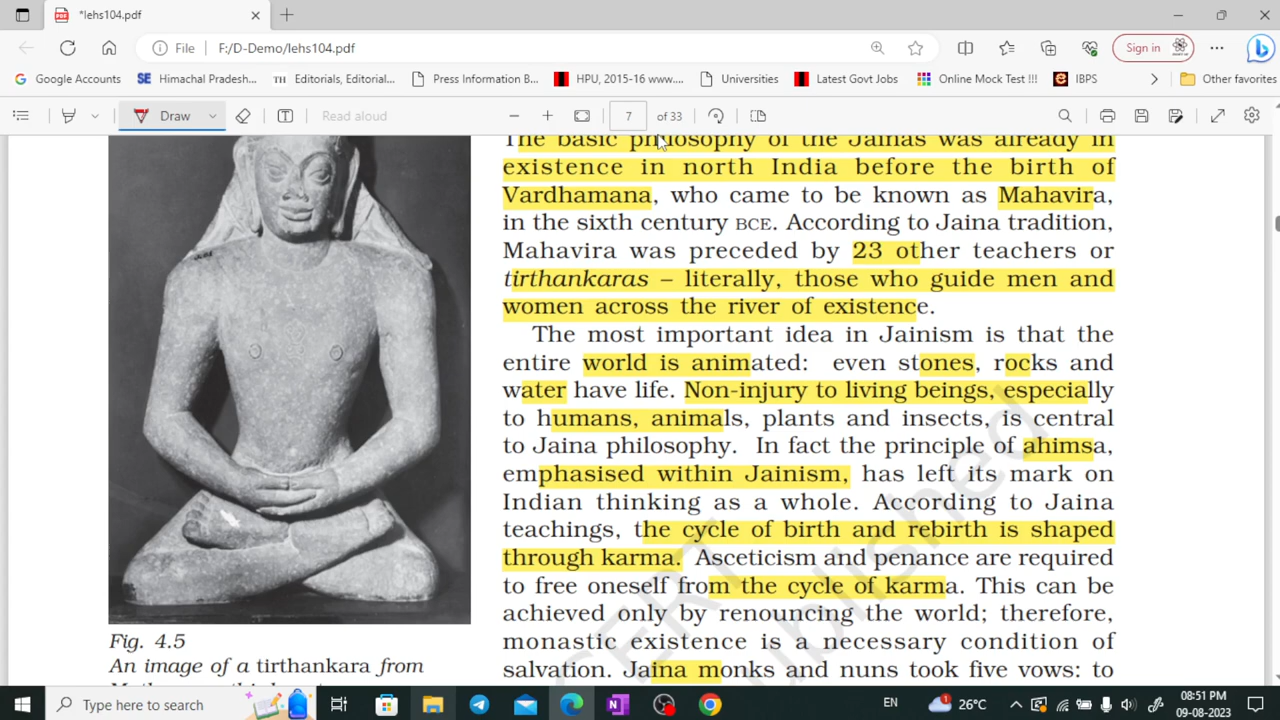 *lehs104.pdf
File F:/D-Demo/lehs104.pdf
Sign in
Google Accounts
SE Himachal Pradesh...
TH Editorials, Editorial...
Press Information B...
HPU, 2015-16 www....
Universities
Latest Govt Jobs
Online Mock Test !!!
IBPS
Other favorites
Draw
Read aloud
7 of 33
The basic philosophy of the Jainas was already in
existence in north India before the birth of
Vardhamana, who came to be known as Mahavira,
in the sixth century BCE. According to Jaina tradition,
Mahavira was preceded by 23 other teachers or
tirthankaras – literally, those who guide men and
women across the river of existence.
The most important idea in Jainism is that the
entire world is animated: even stones, rocks and
water have life. Non-injury to living beings, especially
to humans, animals, plants and insects, is central
to Jaina philosophy. In fact the principle of ahimsa,
emphasised within Jainism, has left its mark on
Indian thinking as a whole. According to Jaina
teachings, the cycle of birth and rebirth is shaped
through karma. Asceticism and penance are required
to free oneself from the cycle of karma. This can be
achieved only by renouncing the world; therefore,
monastic existence is a necessary condition of
salvation. Jaina monks and nuns took five vows: to
Fig. 4.5
An image of a tirthankara from
Type here to search
EN
1
26°C
08:51 PM
09-08-2023